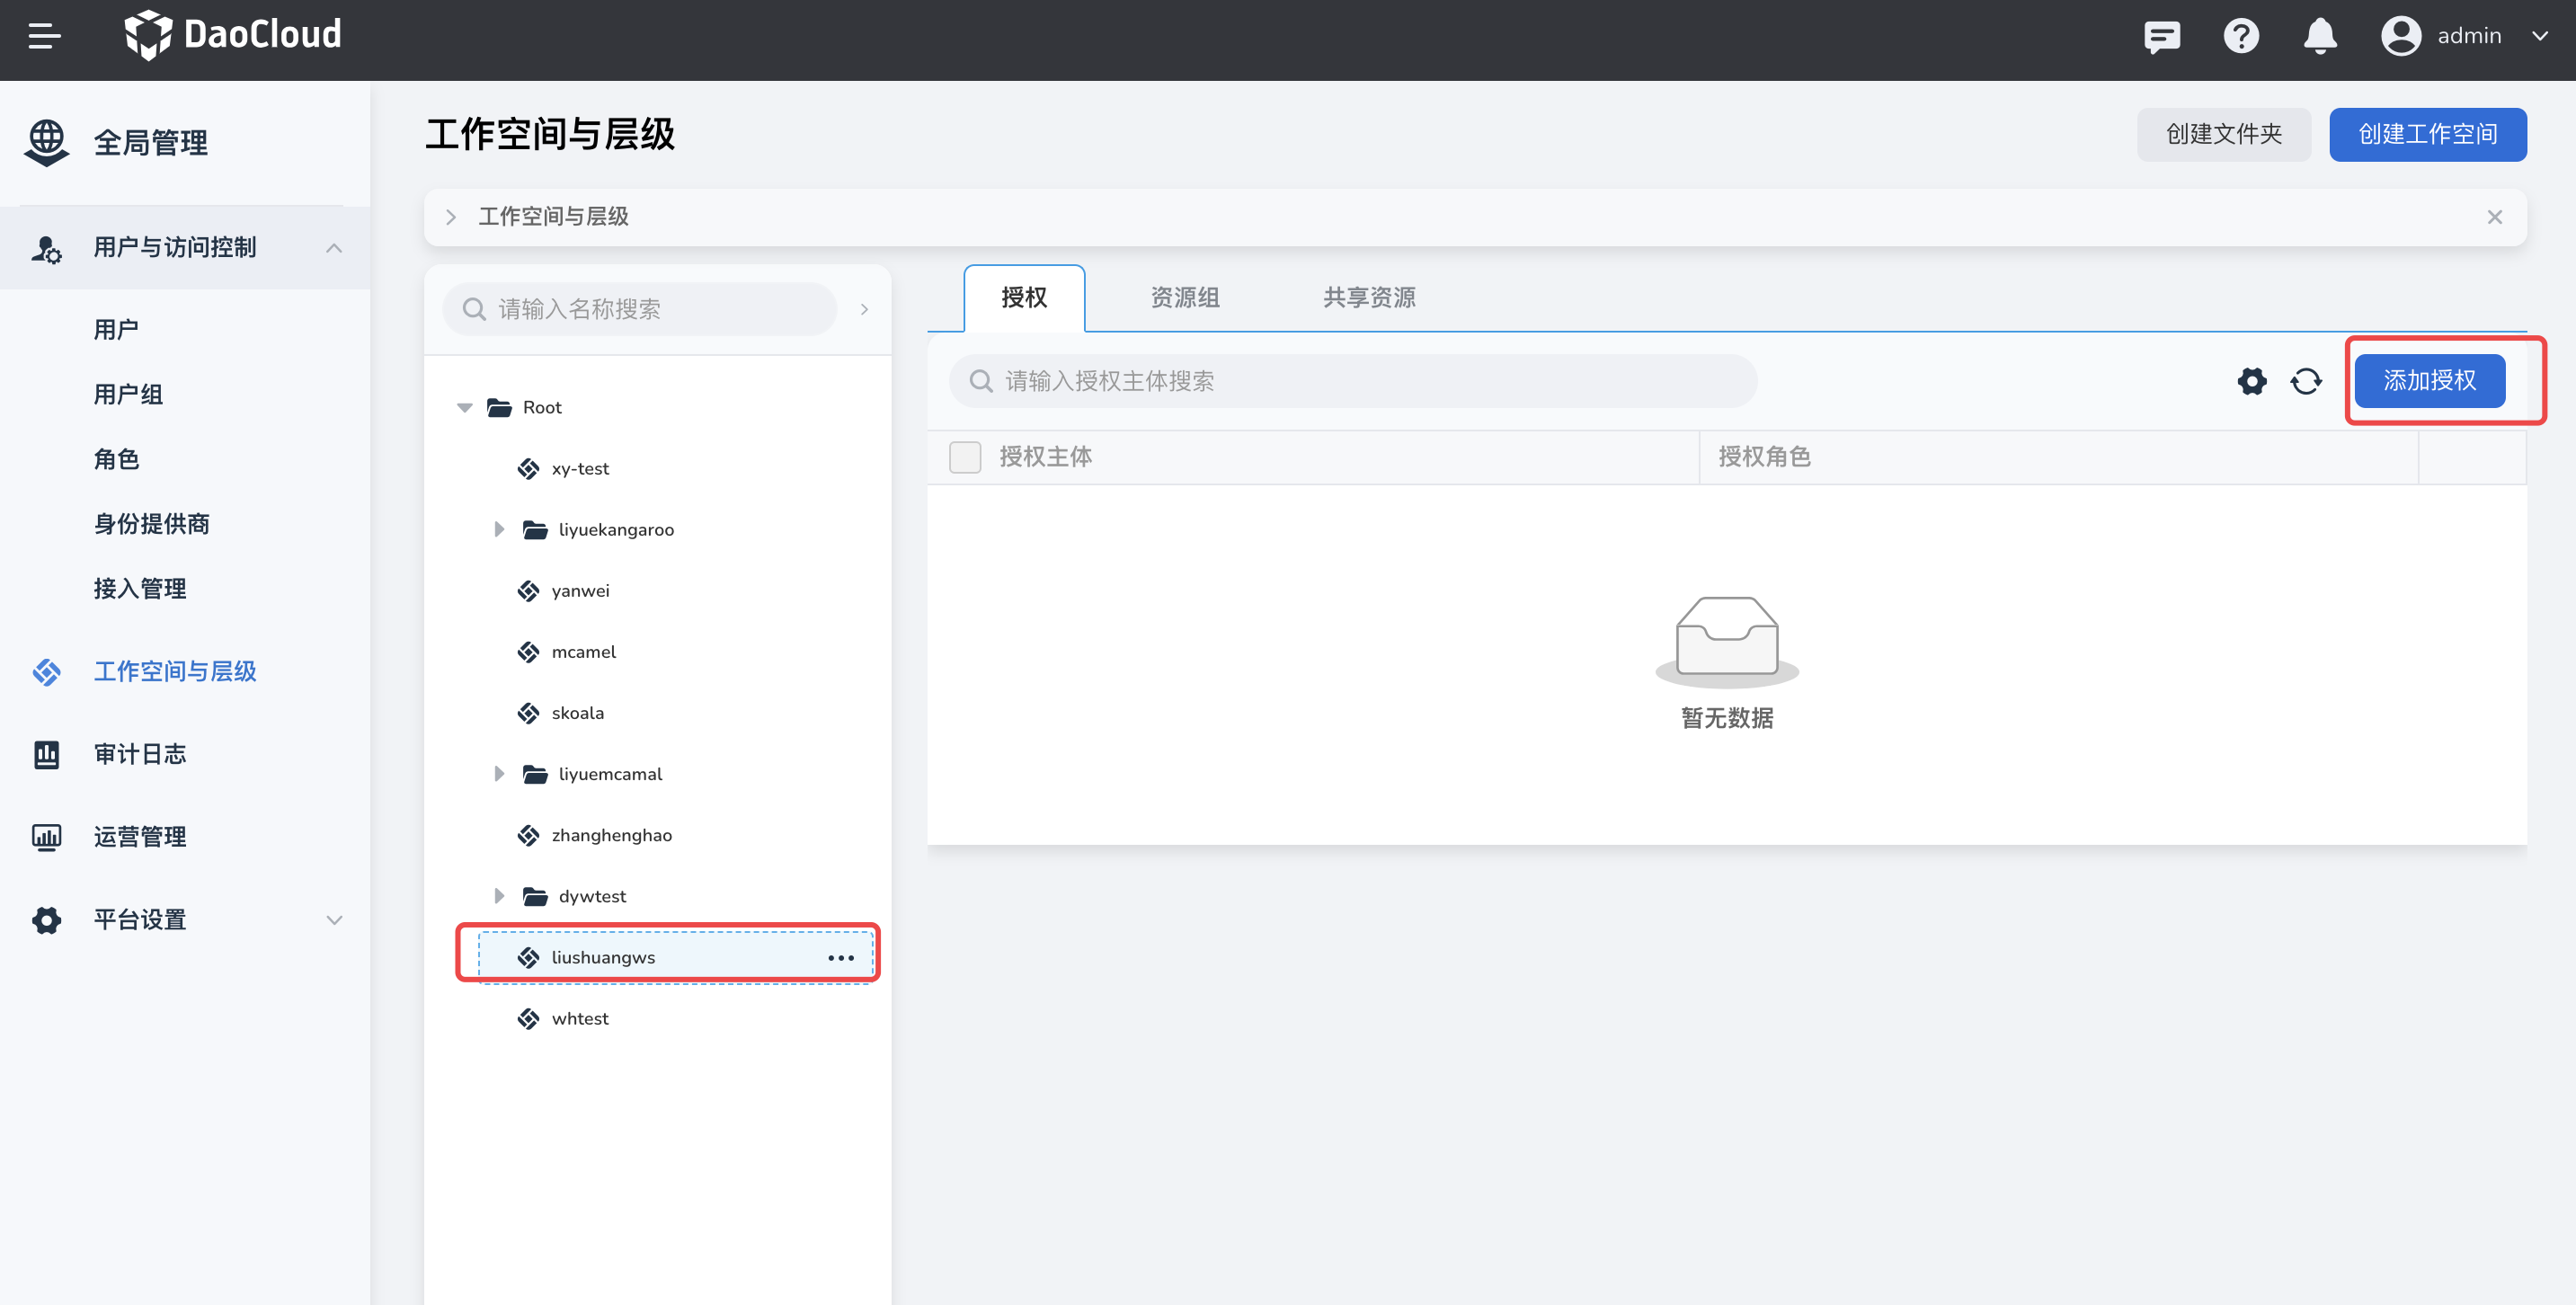 DaoCloud
admin
全局管理
用户与访问控制
用户
用户组
角色
身份提供商
接入管理
工作空间与层级
审计日志
运营管理
平台设置
工作空间与层级
创建文件夹
创建工作空间
工作空间与层级
请输入名称搜索
Root
xy-test
liyuekangaroo
yanwei
mcamel
skoala
liyuemcamal
zhanghenghao
dywtest
liushuangws
whtest
授权
资源组
共享资源
请输入授权主体搜索
添加授权
授权主体
授权角色
暂无数据